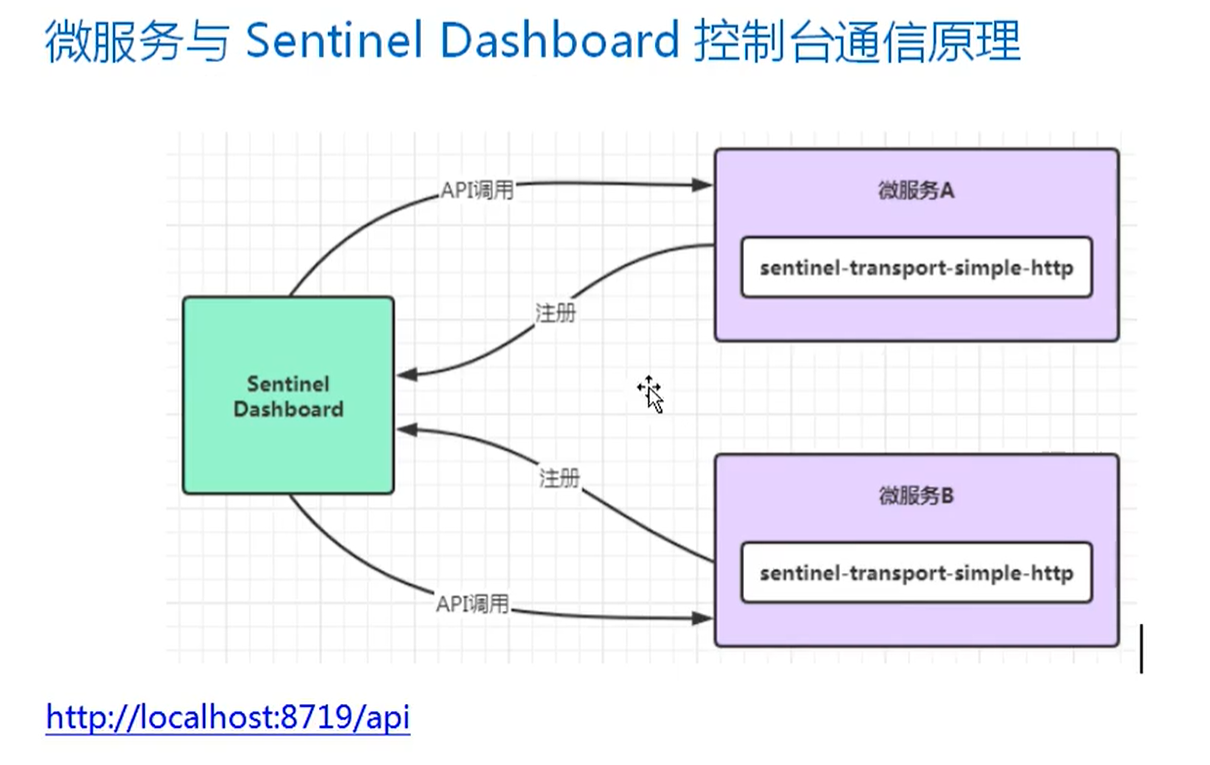 微服务与 Sentinel Dashboard 控制台通信原理
API调用
微服务A
sentinel-transport-simple-http
注册
Sentinel
Dashboard
注册
微服务B
sentinel-transport-simple-http
API调用
http://localhost:8719/api